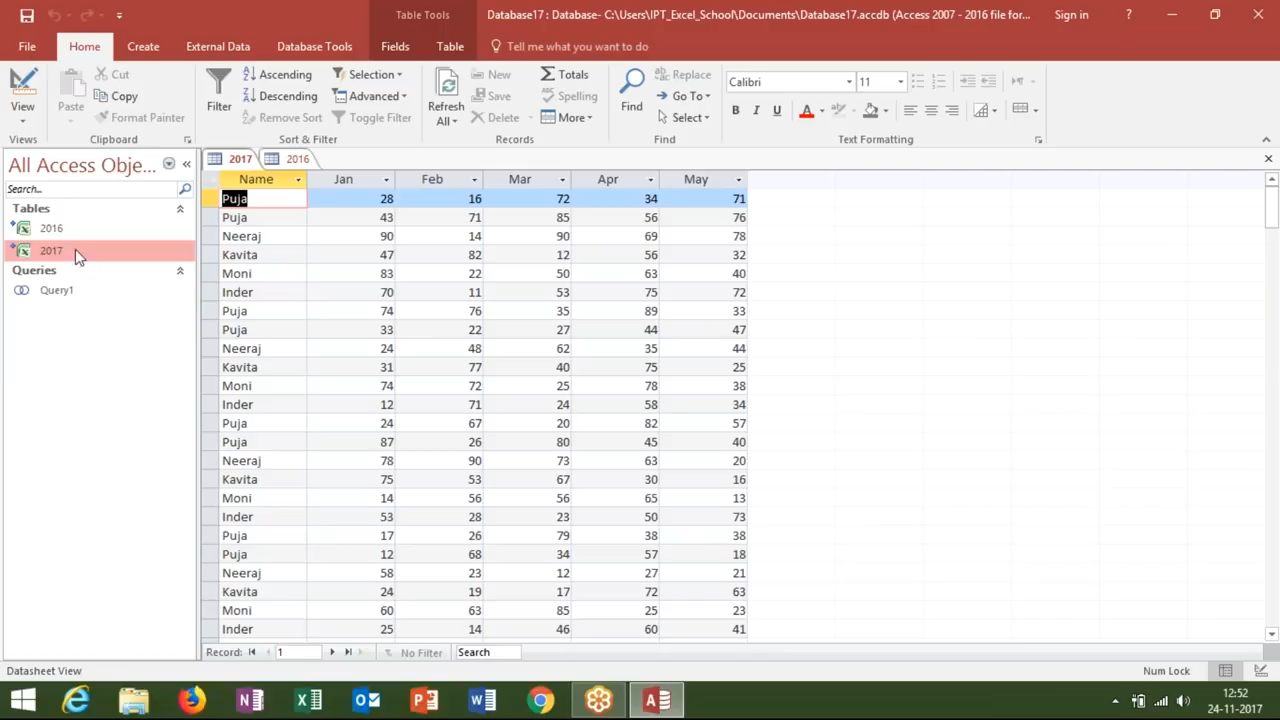 Table Tools
Database17 : Database- C:\Users\IPT_Excel_School\Documents\Database17.accdb (Access 2007 - 2016 file for...
Sign in
?
File Home Create External Data Database Tools Fields Table Tell me what you want to do
View
Views
Paste
Cut
Copy
Format Painter
Clipboard
Filter
Ascending
Descending
Remove Sort
Selection
Advanced
Toggle Filter
Sort & Filter
Refresh
All
New
Save
Delete
Totals
Spelling
More
Records
Find
Replace
Go To
Select
Find
Calibri 11
B I U A
Text Formatting
All Access Obje...
Search...
Tables
2016
2017
Queries
Query1
2017 2016
Name Jan Feb Mar Apr May
Puja 28 16 72 34 71
Puja 43 71 85 56 76
Neeraj 90 14 90 69 78
Kavita 47 82 12 56 32
Moni 83 22 50 63 40
Inder 70 11 53 75 72
Puja 74 76 35 89 33
Puja 33 22 27 44 47
Neeraj 24 48 62 35 44
Kavita 31 77 40 75 25
Moni 74 72 25 78 38
Inder 12 71 24 58 34
Puja 24 67 20 82 57
Puja 87 26 80 45 40
Neeraj 78 90 73 63 20
Kavita 75 53 67 30 16
Moni 14 56 56 65 13
Inder 53 28 23 50 73
Puja 17 26 79 38 38
Puja 12 68 34 57 18
Neeraj 58 23 12 27 21
Kavita 24 19 17 72 63
Moni 60 63 85 25 23
Inder 25 14 46 60 41
Record: 1 No Filter Search
Datasheet View
Num Lock
12:52
24-11-2017